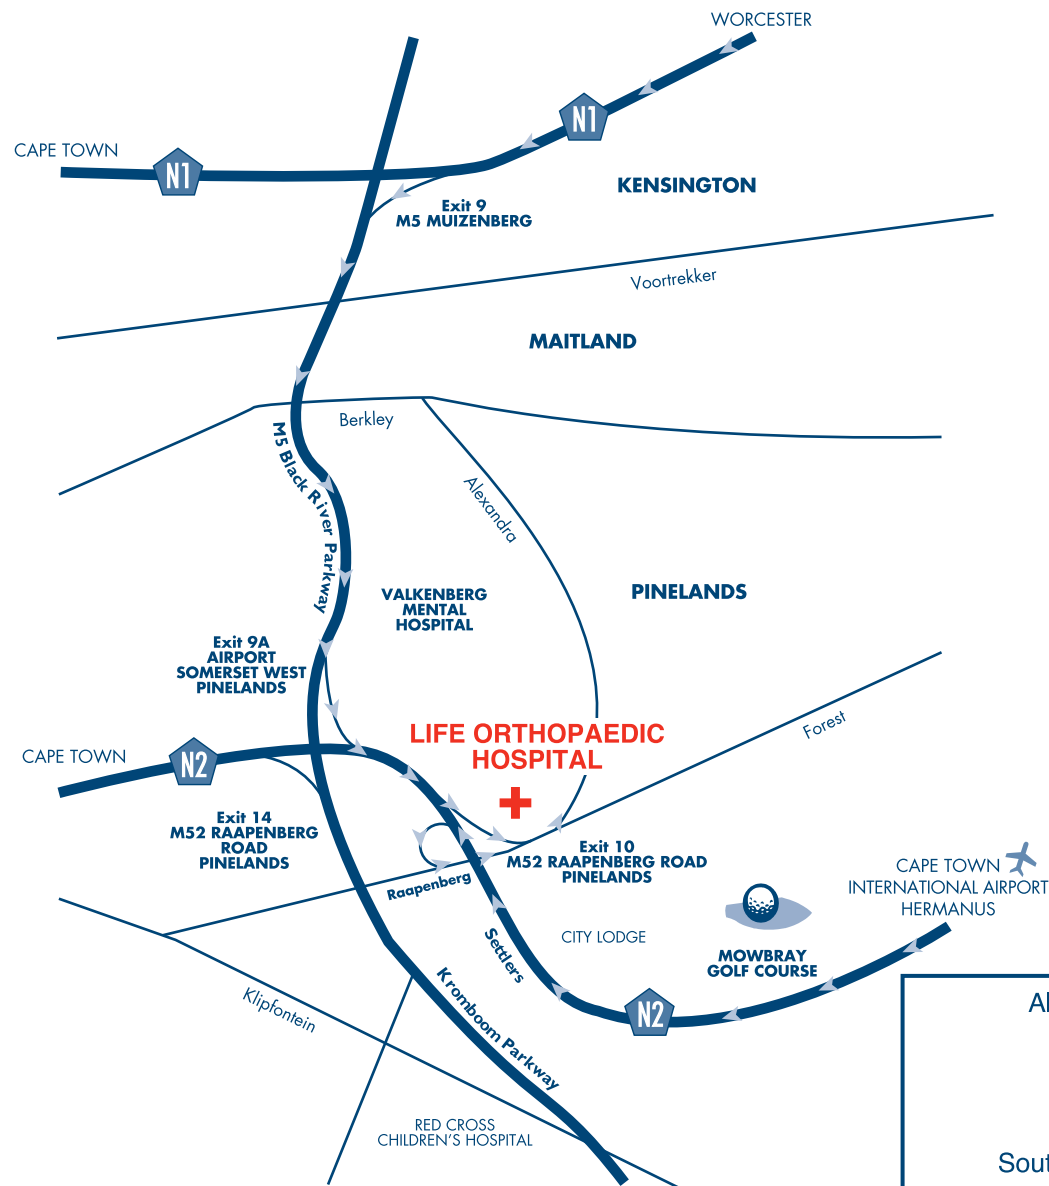 WORCESTER
N1
CAPE TOWN
N1
KENSINGTON
Exit 9
M5 MUIZENBERG
Voortrekker
MAITLAND
Berkley
M5 Black River Parkway
Alexandra
VALKENBERG
MENTAL
HOSPITAL
PINELANDS
Exit 9A
AIRPORT
SOMERSET WEST
PINELANDS
LIFE ORTHOPAEDIC
HOSPITAL
Forest
CAPE TOWN
N2
Exit 14
M52 RAAPENBERG
ROAD
PINELANDS
Exit 10
M52 RAAPENBERG ROAD
PINELANDS
Raapenberg
CAPE TOWN
INTERNATIONAL AIRPORT
HERMANUS
CITY LODGE
Settlers
MOWBRAY
GOLF COURSE
Klipfontein
N2
Kromboom Parkway
RED CROSS
CHILDREN'S HOSPITAL